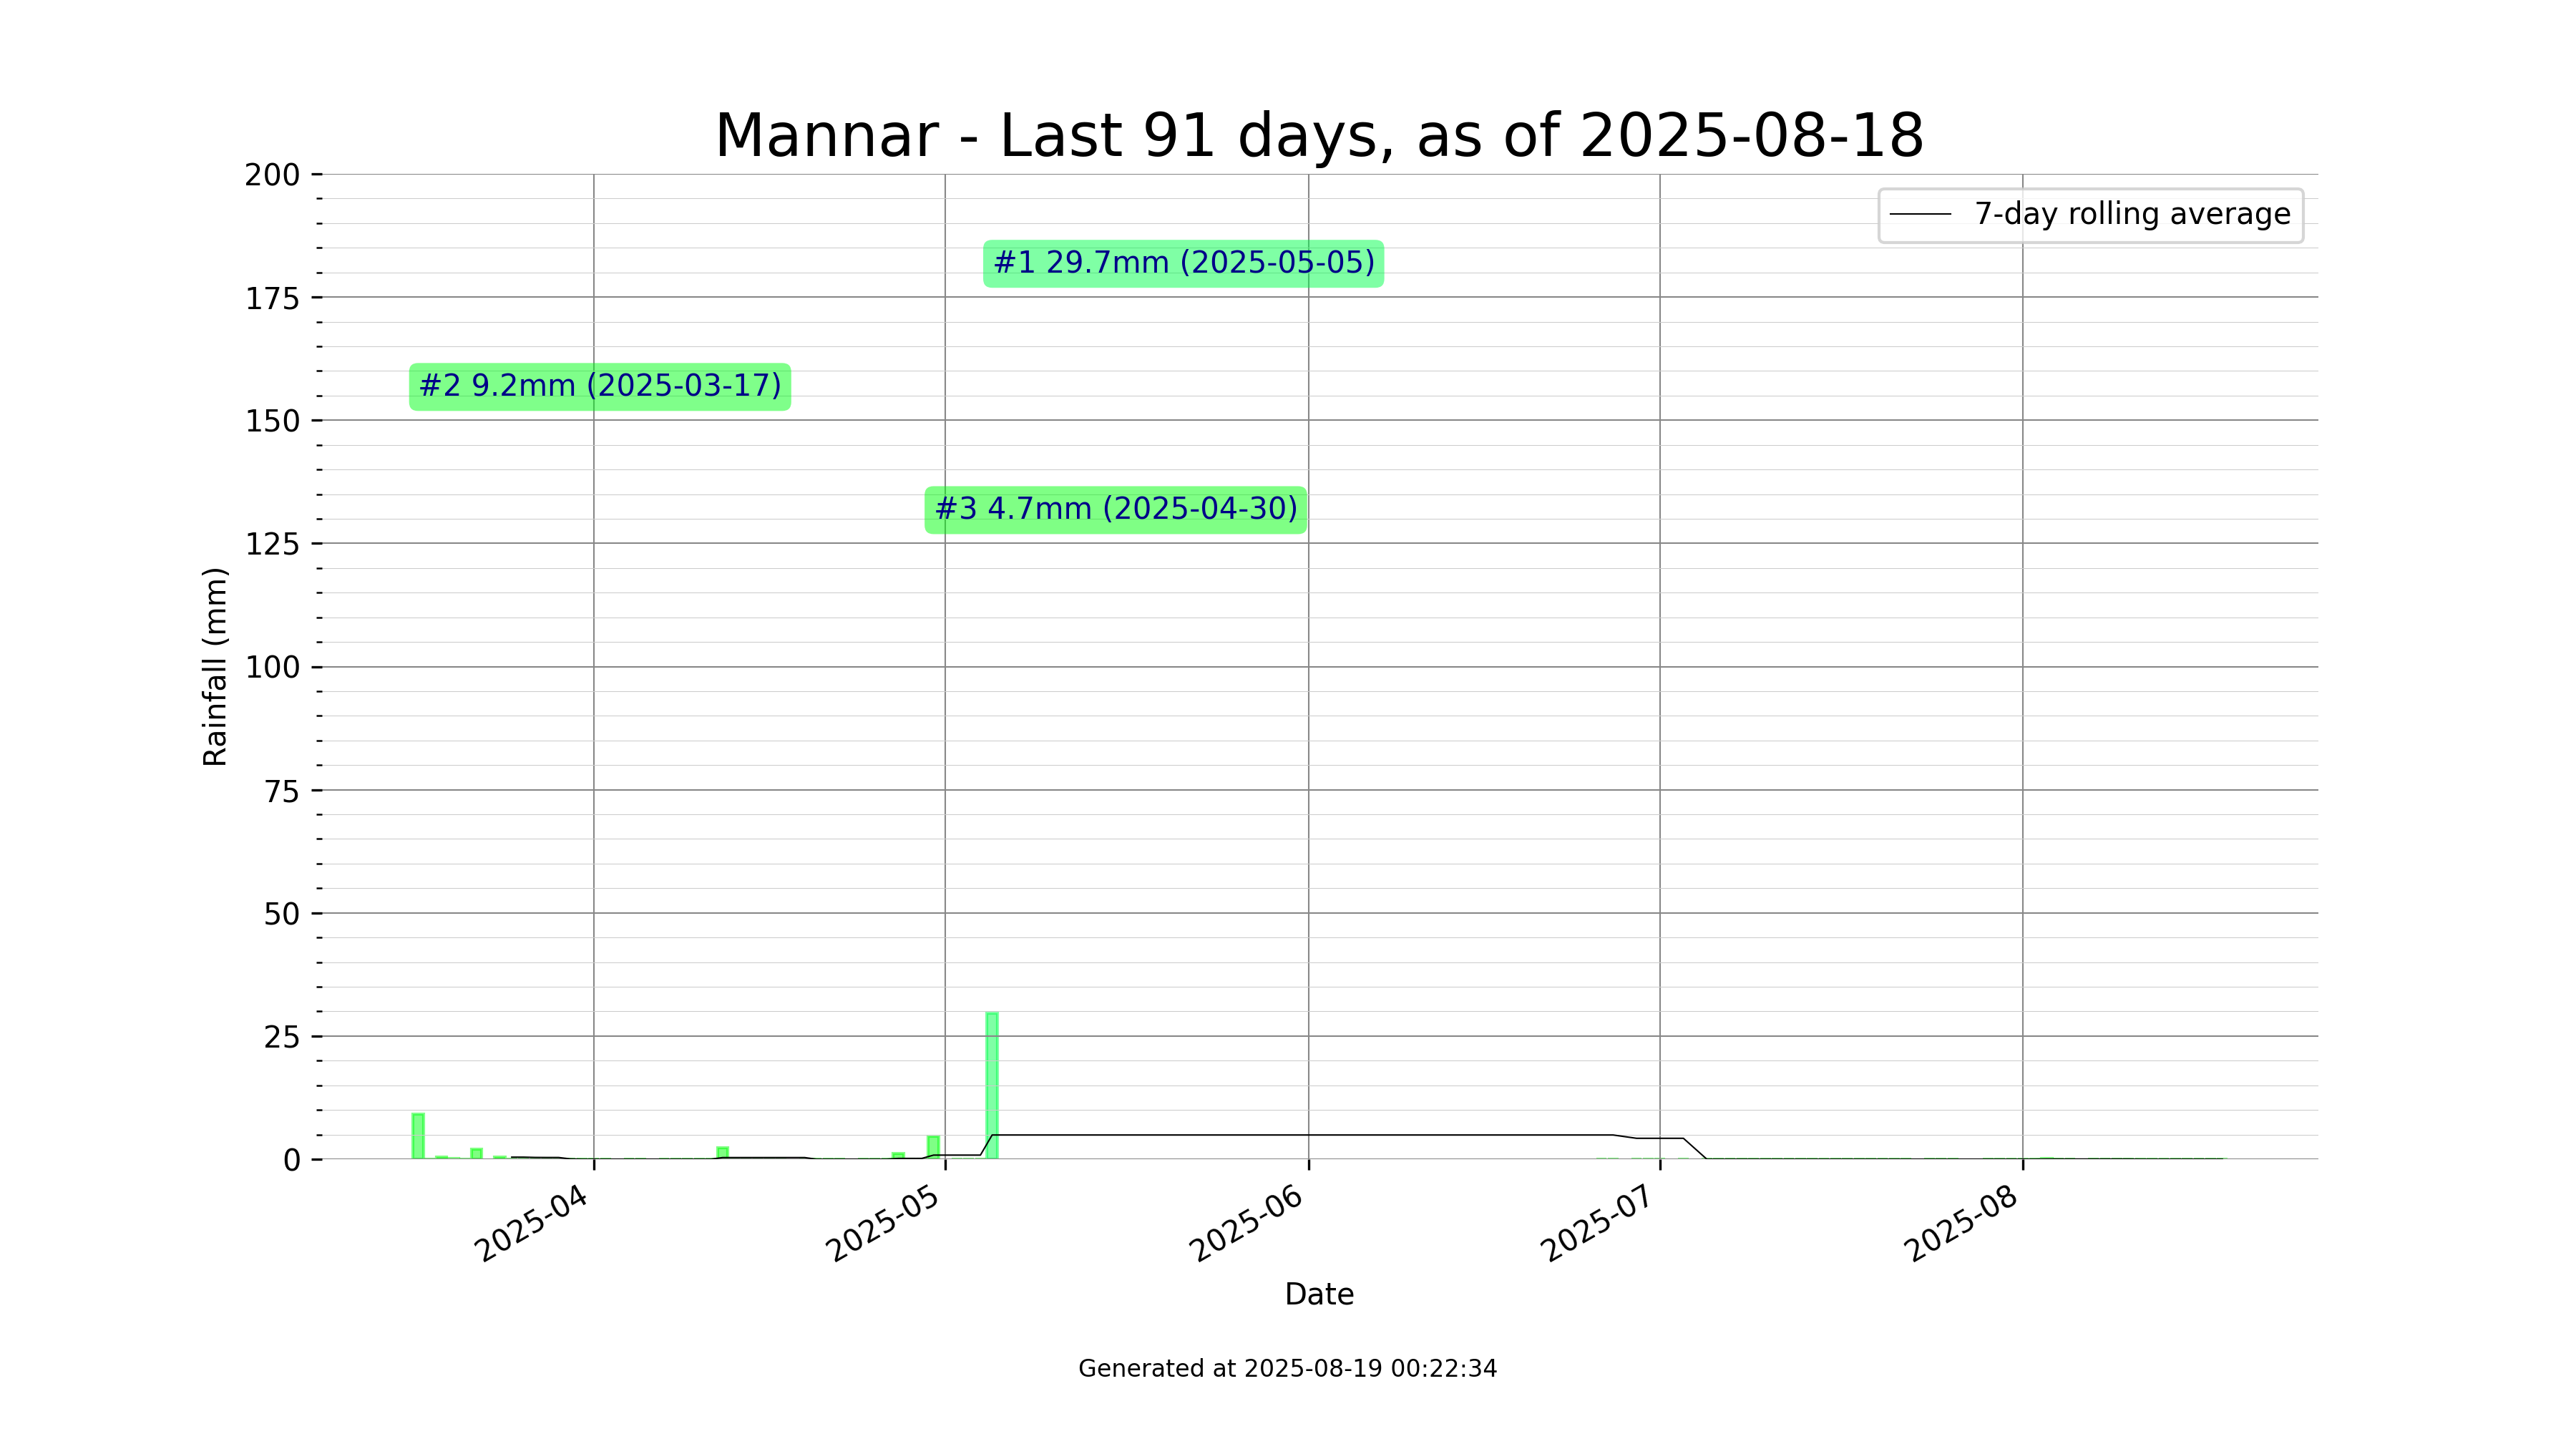 Mannar - Last 91 days, as of 2025-08-18
200
175
150
125
100
75
50
25
0
Rainfall (mm)
7-day rolling average
#1 29.7mm (2025-05-05)
#2 9.2mm (2025-03-17)
#3 4.7mm (2025-04-30)
2025-04
2025-05
2025-06
2025-07
2025-08
Date
Generated at 2025-08-19 00:22:34